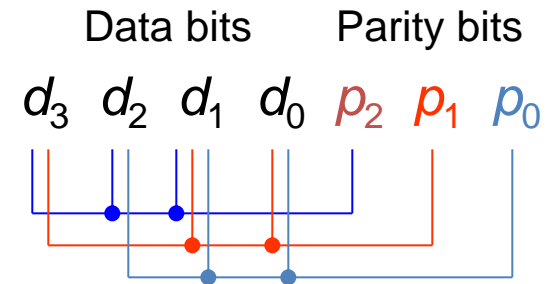 Data bits Parity bits
d₃ d₂ d₁ d₀ p₂ p₁ p₀